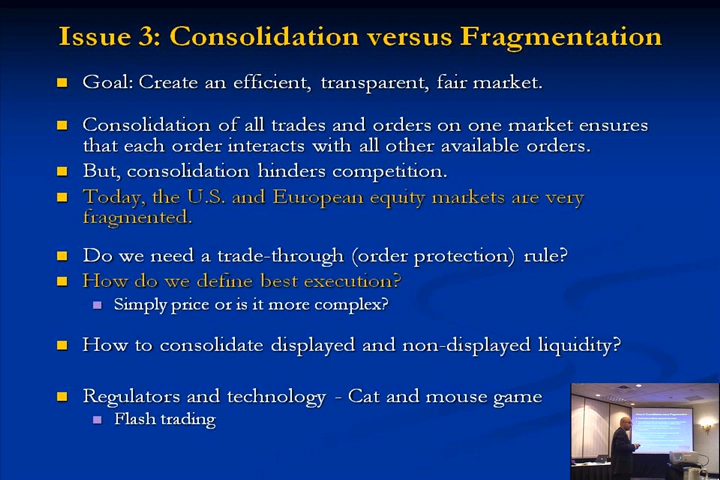 Issue 3: Consolidation versus Fragmentation
Goal: Create an efficient, transparent, fair market.
Consolidation of all trades and orders on one market ensures
that each order interacts with all other available orders.
But, consolidation hinders competition.
Today, the U.S. and European equity markets are very
fragmented.
Do we need a trade-through (order protection) rule?
How do we define best execution?
Simply price or is it more complex?
How to consolidate displayed and non-displayed liquidity?
Regulators and technology - Cat and mouse game
Flash trading